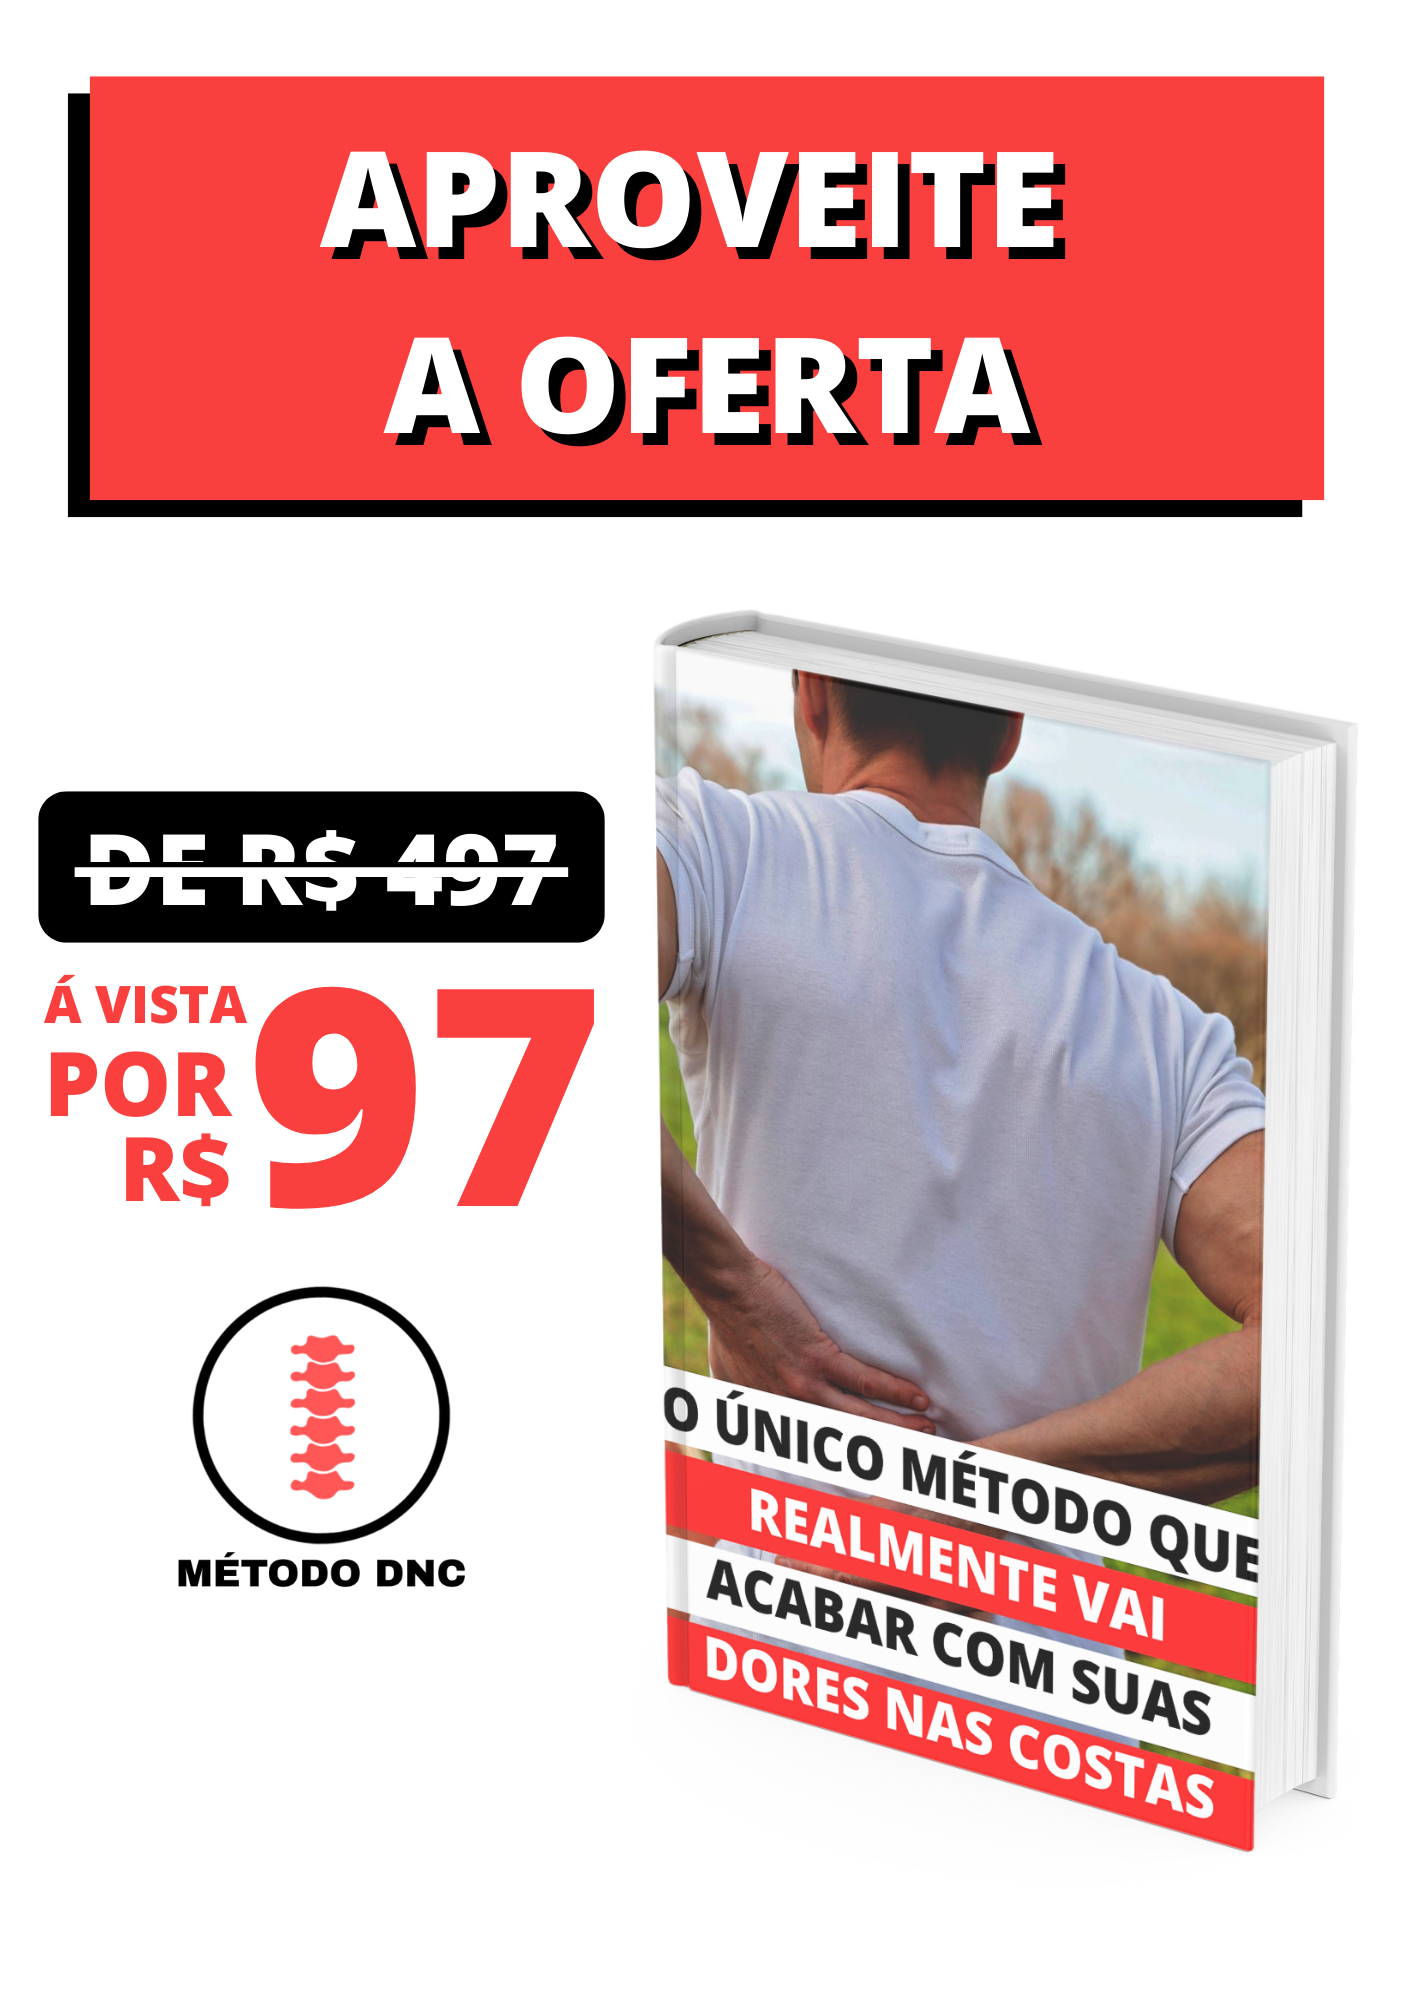 APROVEITE
A OFERTA
DE R$ 497
Á VISTA
POR
R$ 97
MÉTODO DNC
O ÚNICO MÉTODO QUE
REALMENTE VAI
ACABAR COM SUAS
DORES NAS COSTAS